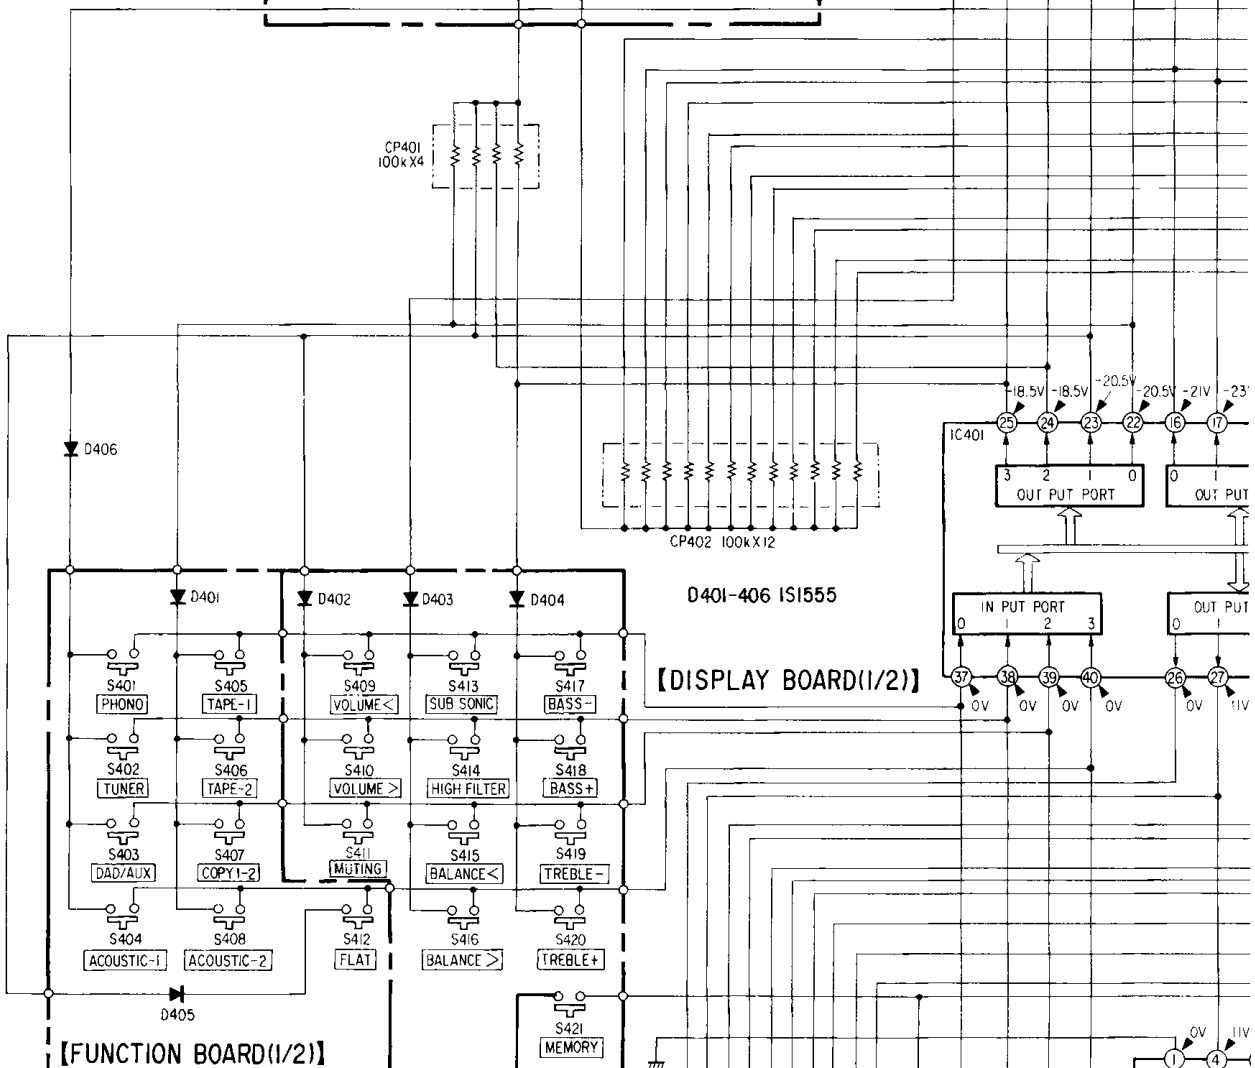 CP401
100k X4
-18.5V -18.5V -20.5V -20.5V -21V -23
25 24 23 22 16 17
IC401
D406
3 2 1 0 0 1
OUT PUT PORT OUT PUT
CP402 100k X12
D401-406 1S1555
D401 D402 D403 D404
IN PUT PORT OUT PUT
0 1 2 3 0 1
37 38 39 40 26 27
0V 0V 0V 0V 0V 11V
【DISPLAY BOARD(1/2)】
S401 S405 S409 S413 S417
PHONO TAPE-1 VOLUME< SUB SONIC BASS-
S402 S406 S410 S414 S418
TUNER TAPE-2 VOLUME> HIGH FILTER BASS+
S403 S407 S411 S415 S419
DAD/AUX COPY1-2 MUTING BALANCE< TREBLE-
S404 S408 S412 S416 S420
ACOUSTIC-1 ACOUSTIC-2 FLAT BALANCE> TREBLE+
D405
S421
MEMORY
【FUNCTION BOARD(1/2)】
0V 11V
1 4